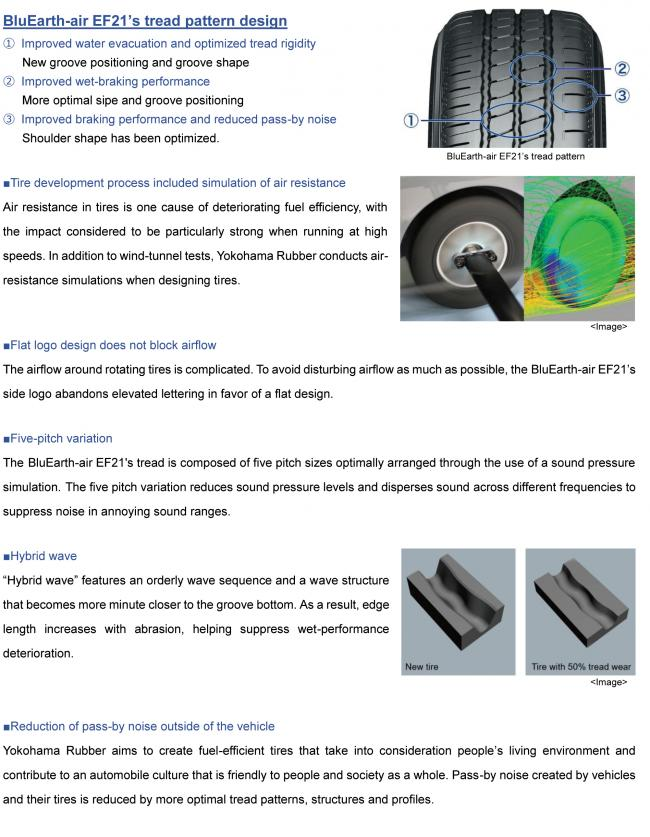 BluEarth-air EF21’s tread pattern design
① Improved water evacuation and optimized tread rigidity
New groove positioning and groove shape
② Improved wet-braking performance
More optimal sipe and groove positioning
③ Improved braking performance and reduced pass-by noise
Shoulder shape has been optimized.
②
③
①
BluEarth-air EF21’s tread pattern
■Tire development process included simulation of air resistance
Air resistance in tires is one cause of deteriorating fuel efficiency, with
the impact considered to be particularly strong when running at high
speeds. In addition to wind-tunnel tests, Yokohama Rubber conducts air-
resistance simulations when designing tires.
<Image>
■Flat logo design does not block airflow
The airflow around rotating tires is complicated. To avoid disturbing airflow as much as possible, the BluEarth-air EF21’s
side logo abandons elevated lettering in favor of a flat design.
■Five-pitch variation
The BluEarth-air EF21's tread is composed of five pitch sizes optimally arranged through the use of a sound pressure
simulation. The five pitch variation reduces sound pressure levels and disperses sound across different frequencies to
suppress noise in annoying sound ranges.
■Hybrid wave
“Hybrid wave” features an orderly wave sequence and a wave structure
that becomes more minute closer to the groove bottom. As a result, edge
length increases with abrasion, helping suppress wet-performance
deterioration.
New tire
Tire with 50% tread wear
<Image>
■Reduction of pass-by noise outside of the vehicle
Yokohama Rubber aims to create fuel-efficient tires that take into consideration people’s living environment and
contribute to an automobile culture that is friendly to people and society as a whole. Pass-by noise created by vehicles
and their tires is reduced by more optimal tread patterns, structures and profiles.